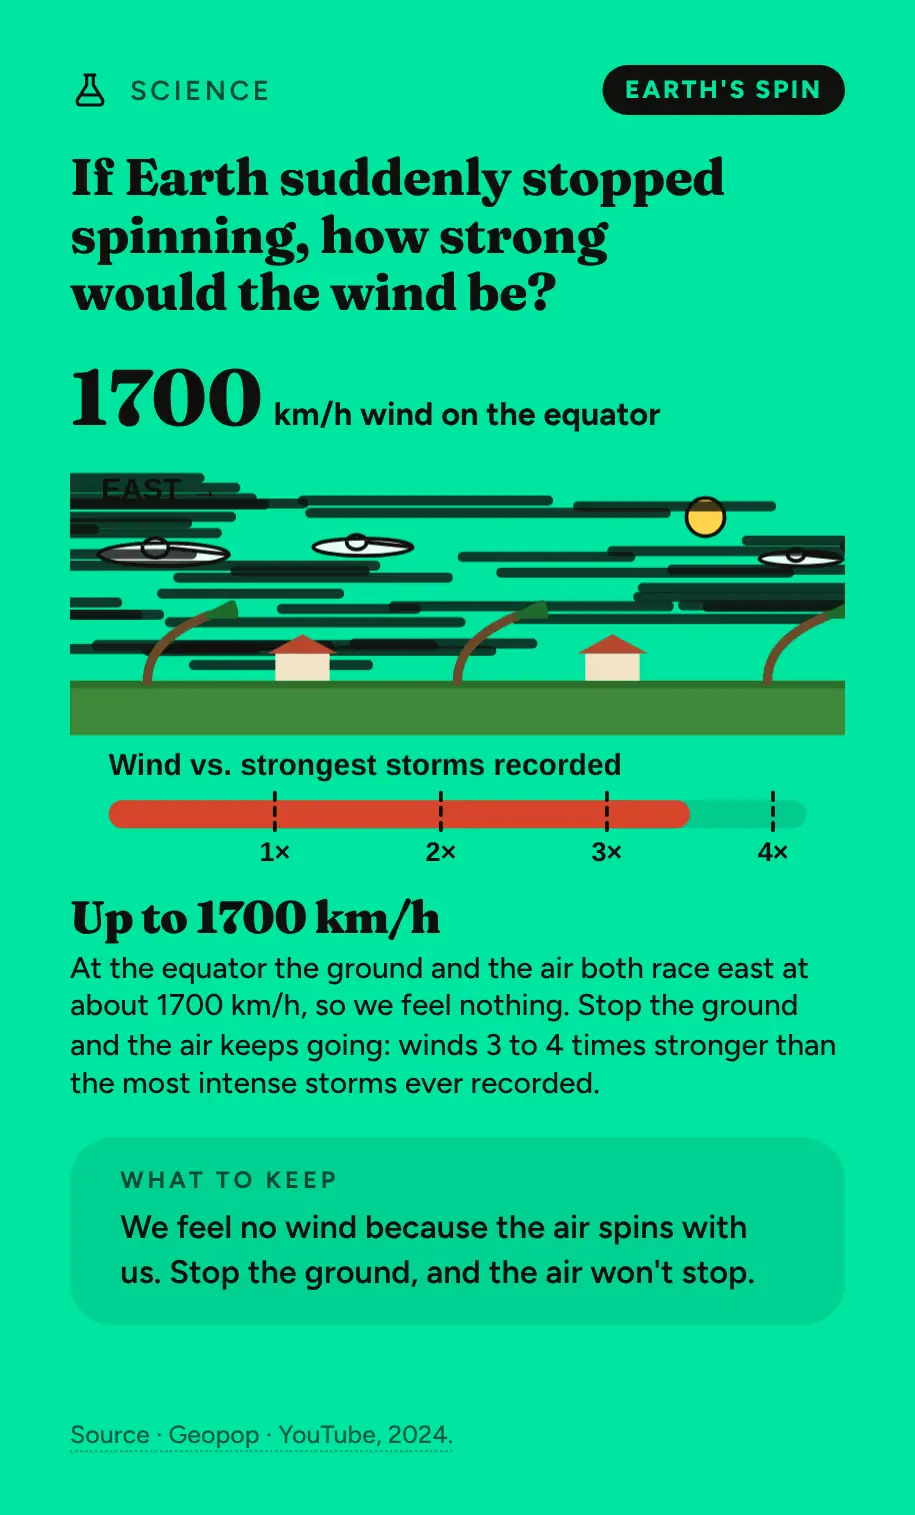 SCIENCE
EARTH'S SPIN
If Earth suddenly stopped
spinning, how strong
would the wind be?
1700 km/h wind on the equator
EAST →
Wind vs. strongest storms recorded
1× 2× 3× 4×
Up to 1700 km/h
At the equator the ground and the air both race east at
about 1700 km/h, so we feel nothing. Stop the ground
and the air keeps going: winds 3 to 4 times stronger than
the most intense storms ever recorded.
WHAT TO KEEP
We feel no wind because the air spins with
us. Stop the ground, and the air won't stop.
Source · Geopop · YouTube, 2024.